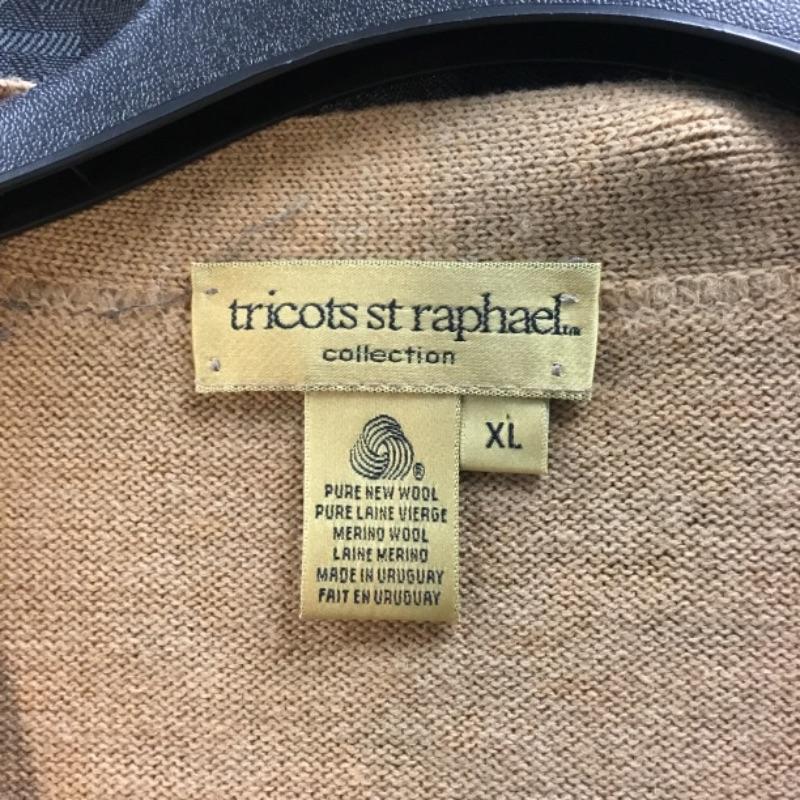 tricots st raphael
collection
XL
®
PURE NEW WOOL
PURE LAINE VIERGE
MERINO WOOL
LAINE MERINO
MADE IN URUGUAY
FAIT EN URUGUAY